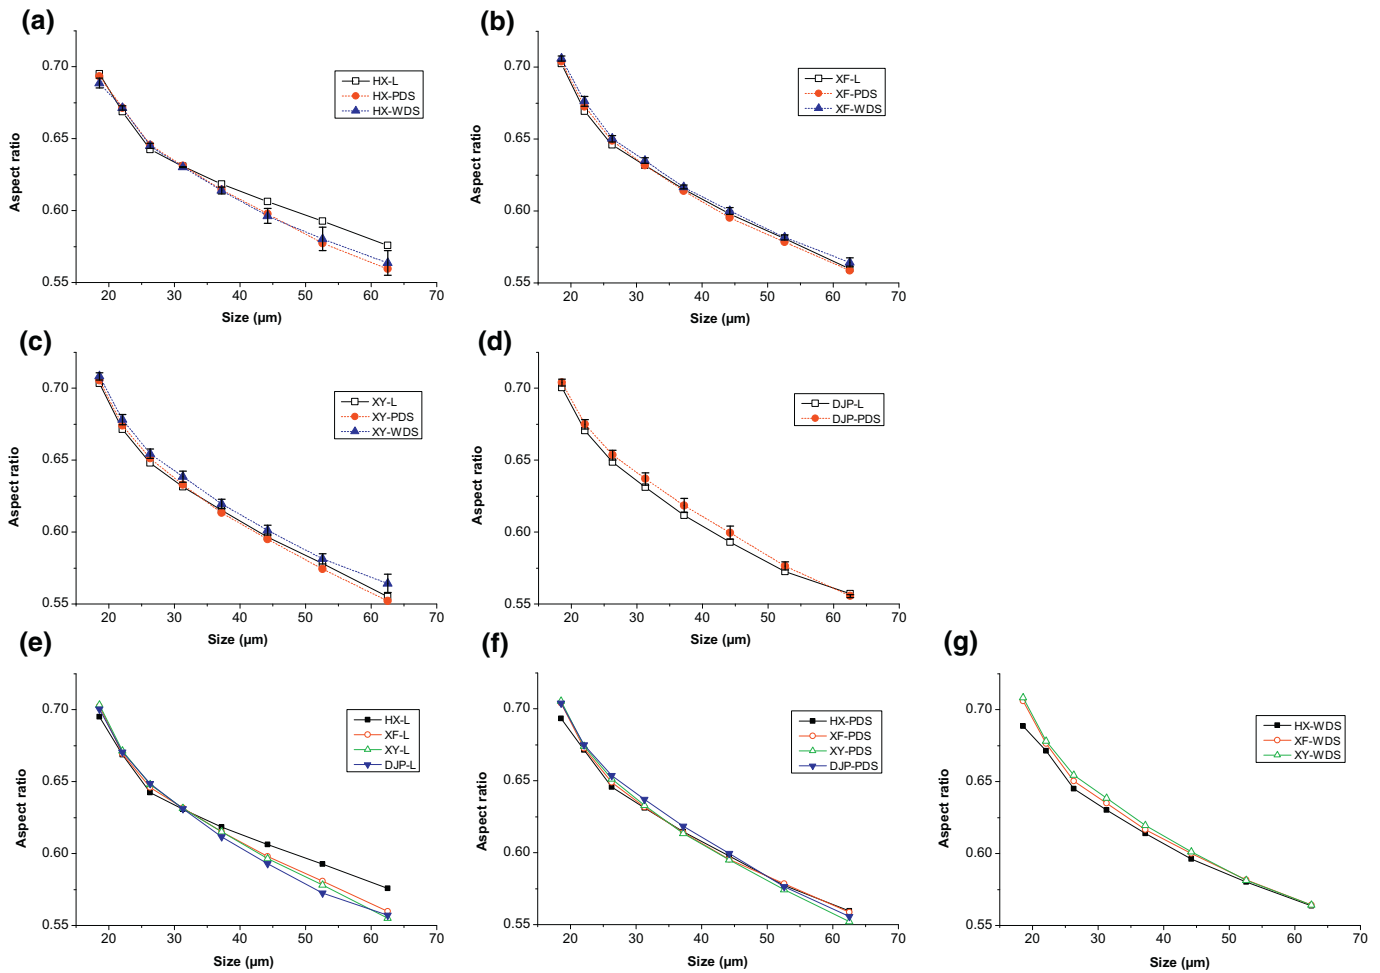 (a)
0.70
0.65
0.60
0.55
Aspect ratio
HX-L
HX-PDS
HX-WDS
20 30 40 50 60 70
Size (µm)
(b)
0.70
0.65
0.60
0.55
Aspect ratio
XF-L
XF-PDS
XF-WDS
20 30 40 50 60 70
Size (µm)
(c)
0.70
0.65
0.60
0.55
Aspect ratio
XY-L
XY-PDS
XY-WDS
20 30 40 50 60 70
Size (µm)
(d)
0.70
0.65
0.60
0.55
Aspect ratio
DJP-L
DJP-PDS
20 30 40 50 60 70
Size (µm)
(e)
0.70
0.65
0.60
0.55
Aspect ratio
HX-L
XF-L
XY-L
DJP-L
20 30 40 50 60 70
Size (µm)
(f)
0.70
0.65
0.60
0.55
Aspect ratio
HX-PDS
XF-PDS
XY-PDS
DJP-PDS
20 30 40 50 60 70
Size (µm)
(g)
0.70
0.65
0.60
0.55
Aspect ratio
HX-WDS
XF-WDS
XY-WDS
20 30 40 50 60 70
Size (µm)